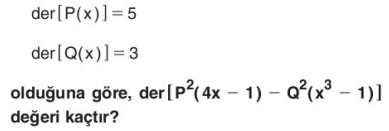 der[P(x)] = 5
der[Q(x)] = 3
olduğuna göre, der[P²(4x − 1) − Q²(x³ − 1)]
değeri kaçtır?